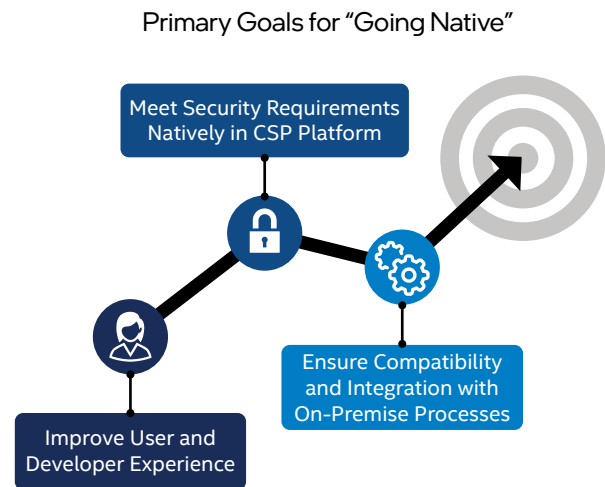 Primary Goals for “Going Native”
Meet Security Requirements
Natively in CSP Platform
Ensure Compatibility
and Integration with
On-Premise Processes
Improve User and
Developer Experience